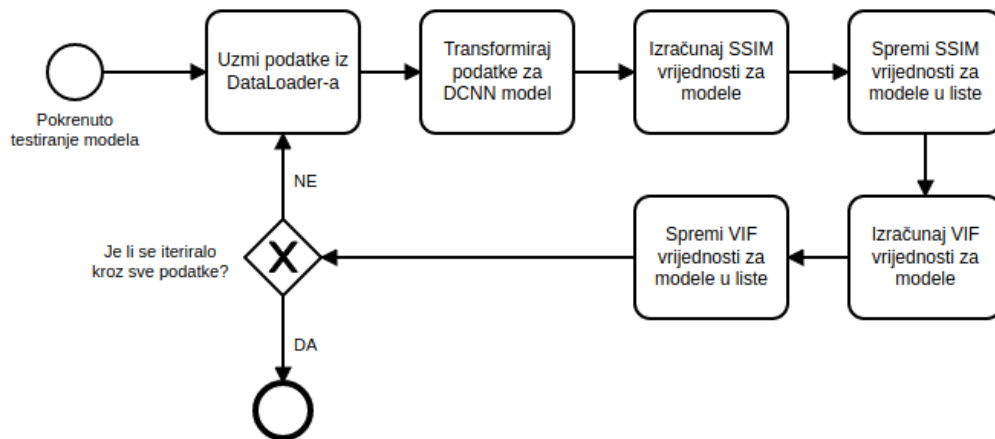 Pokrenuto
testiranje modela
Uzmi podatke iz
DataLoader-a
Transformiraj
podatke za
DCNN model
Izračunaj SSIM
vrijednosti za
modele
Spremi SSIM
vrijednosti za
modele u liste
Izračunaj VIF
vrijednosti za
modele
Spremi VIF
vrijednosti za
modele u liste
Je li se iteriralo
kroz sve podatke?
X
NE
DA